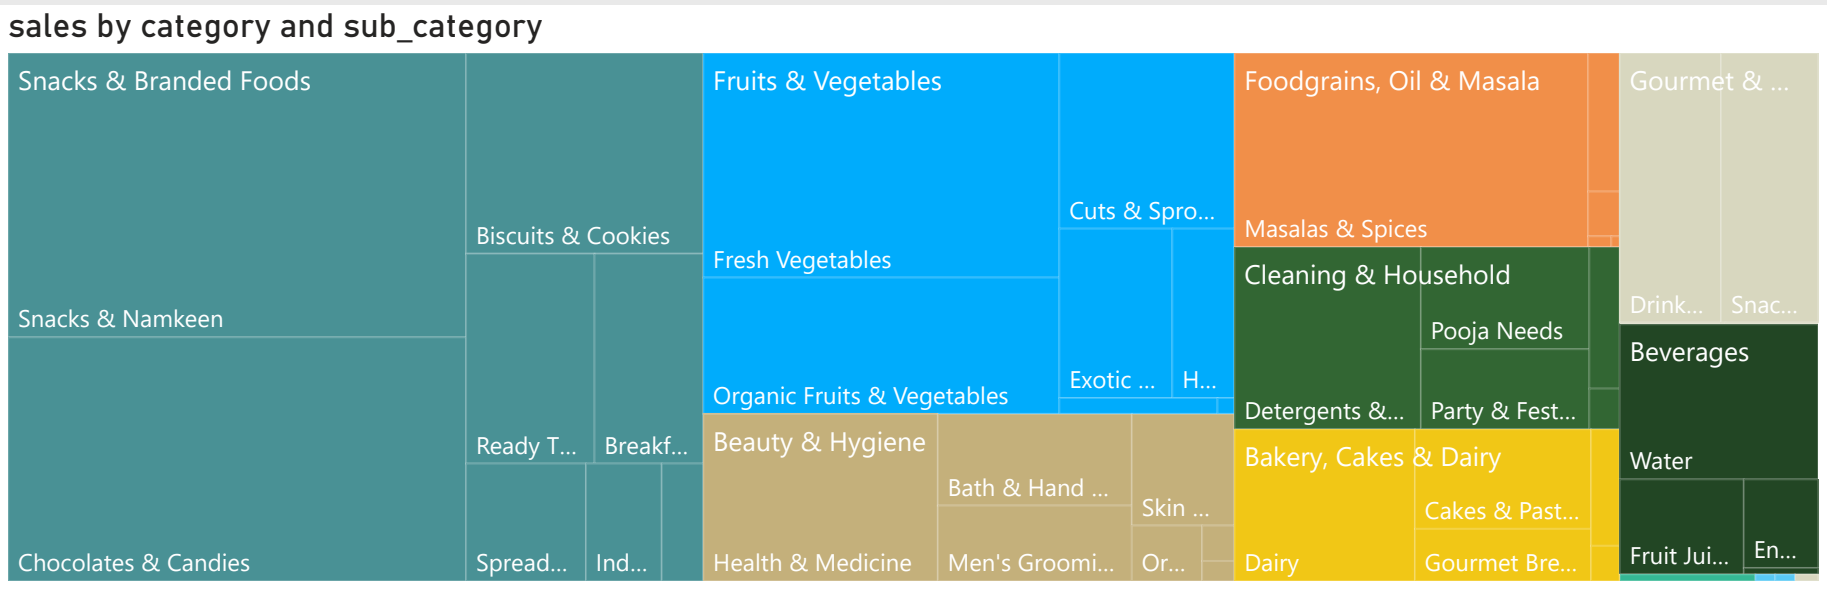 sales by category and sub_category
Snacks & Branded Foods
Snacks & Namkeen
Chocolates & Candies
Biscuits & Cookies
Ready T...
Breakf...
Spread...
Ind...
Fruits & Vegetables
Fresh Vegetables
Organic Fruits & Vegetables
Cuts & Spro...
Exotic ...
H...
Beauty & Hygiene
Health & Medicine
Bath & Hand ...
Men's Groomi...
Skin ...
Or...
Foodgrains, Oil & Masala
Masalas & Spices
Cleaning & Household
Detergents &...
Pooja Needs
Party & Fest...
Bakery, Cakes & Dairy
Dairy
Cakes & Past...
Gourmet Bre...
Gourmet & ...
Drink...
Snac...
Beverages
Water
Fruit Jui...
En...